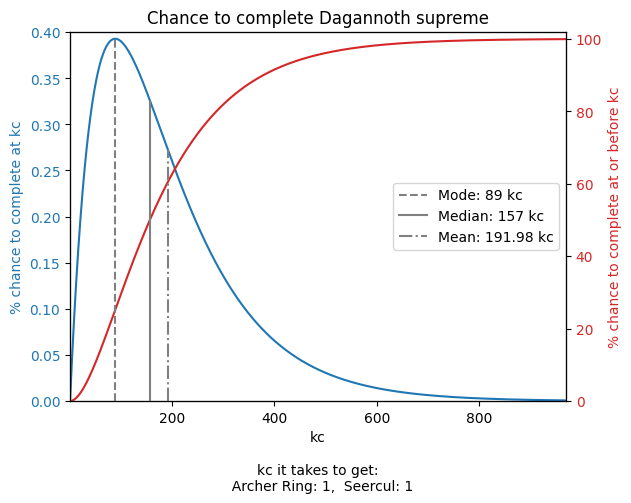 Chance to complete Dagannoth supreme
% chance to complete at kc
0.40
0.35
0.30
0.25
0.20
0.15
0.10
0.05
0.00
100
80
60
40
20
0
% chance to complete at or before kc
Mode: 89 kc
Median: 157 kc
Mean: 191.98 kc
200 400 600 800
kc
kc it takes to get:
Archer Ring: 1, Seercul: 1